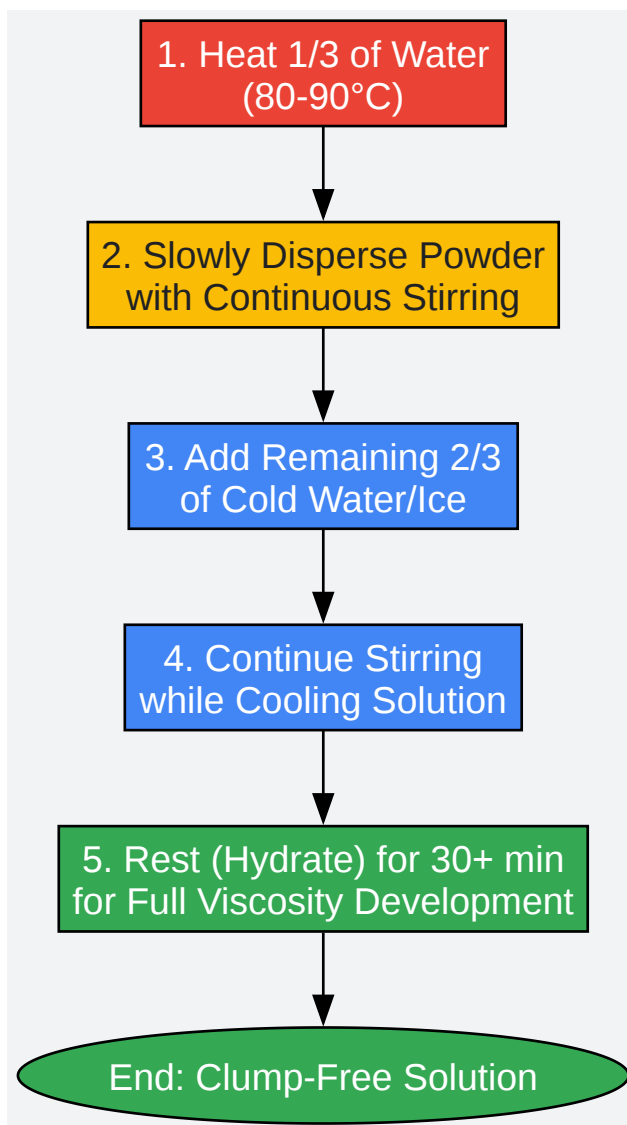 1. Heat 1/3 of Water
(80-90°C)
2. Slowly Disperse Powder
with Continuous Stirring
3. Add Remaining 2/3
of Cold Water/Ice
4. Continue Stirring
while Cooling Solution
5. Rest (Hydrate) for 30+ min
for Full Viscosity Development
End: Clump-Free Solution